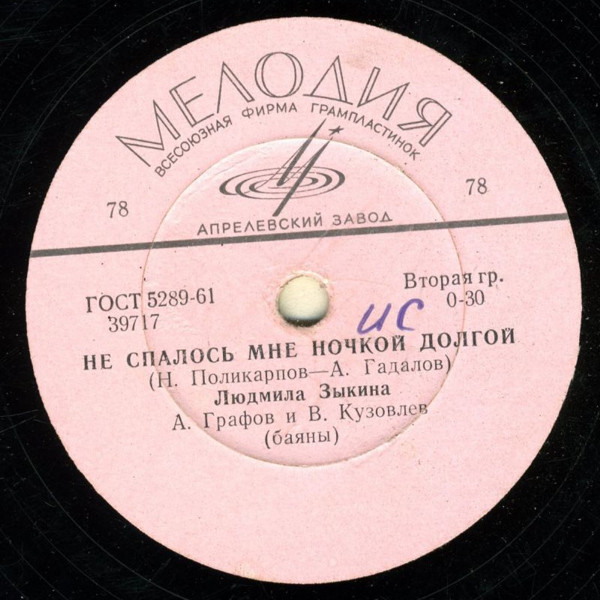 МЕЛОДИЯ
ВСЕСОЮЗНАЯ ФИРМА ГРАМПЛАСТИНОК
78
78
АПРЕЛЕВСКИЙ ЗАВОД
ГОСТ 5289-61
Вторая гр.
39717
0-30
ис
НЕ СПАЛОСЬ МНЕ НОЧКОЙ ДОЛГОЙ
(Н. Поликарпов—А. Гадалов)
Людмила Зыкина
А. Графов и В. Кузовлев
(баяны)